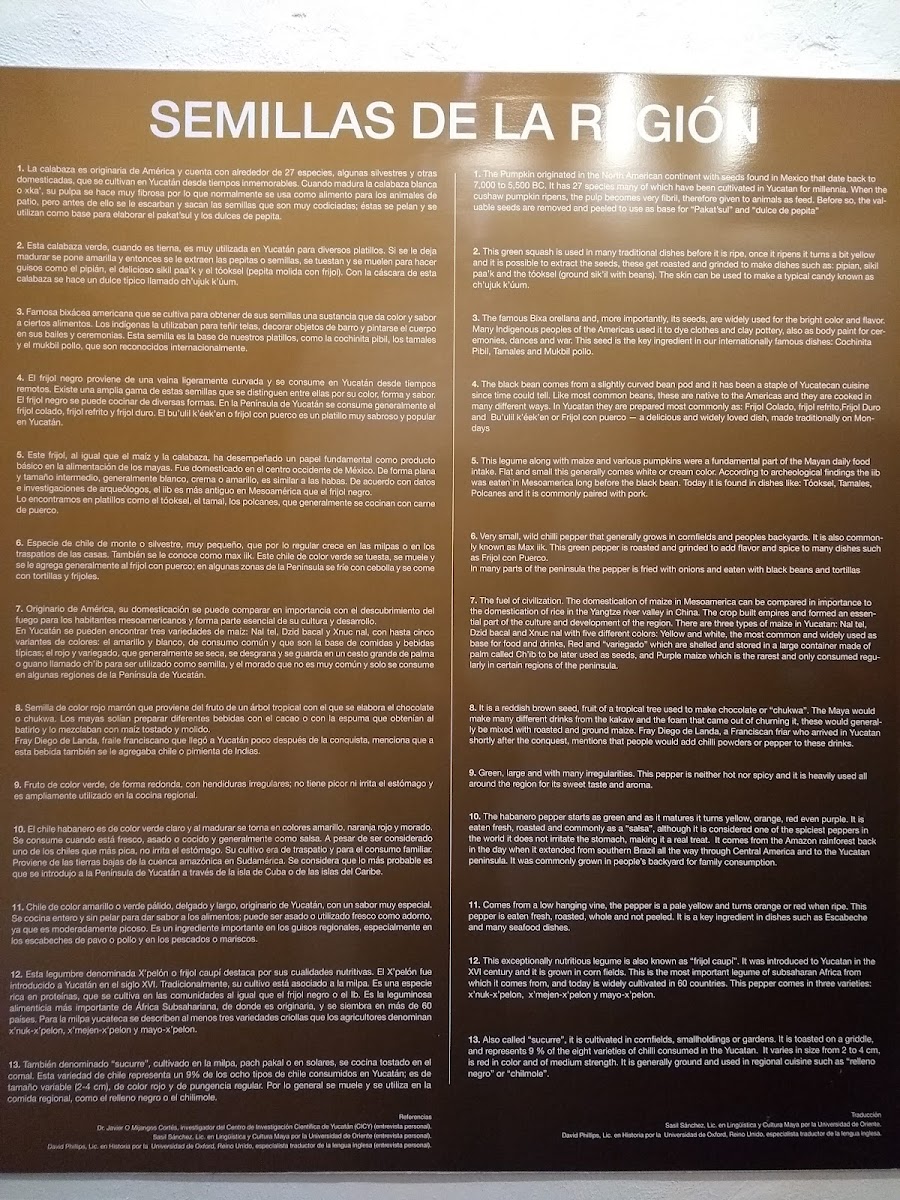 SEMILLAS DE LA REGIÓN
1. La calabaza es originaria de América y cuenta con alrededor de 27 especies, algunas silvestres y otras
domesticadas, que se cultivan en Yucatán desde tiempos inmemorables. Cuando madura la calabaza blanca
o xka', su pulpa se hace muy fibrosa por lo que normalmente se usa como alimento para los animales de
patio, pero antes de ello se le escarban y sacan las semillas que son muy codiciadas; éstas se pelan y se
utilizan como base para elaborar el pakat'sul y los dulces de pepita.
2. Esta calabaza verde, cuando es tierna, es muy utilizada en Yucatán para diversos platillos. Si se le deja
madurar se pone amarilla y entonces se le extraen las pepitas o semillas, se tuestan y se muelen para hacer
guisos como el pipián, el delicioso sikil paa'k y el tóoksel (pepita molida con frijol). Con la cáscara de esta
calabaza se hace un dulce típico llamado ch'ujuk k'úum.
3. Famosa bixácea americana que se cultiva para obtener de sus semillas una sustancia que da color y sabor
a ciertos alimentos. Los indígenas la utilizaban para teñir telas, decorar objetos de barro y pintarse el cuerpo
en sus bailes y ceremonias. Esta semilla es la base de nuestros platillos, como la cochinita pibil, los tamales
y el mukbil pollo, que son reconocidos internacionalmente.
4. El frijol negro proviene de una vaina ligeramente curvada y se consume en Yucatán desde tiempos
remotos. Existe una amplia gama de estas semillas que se distinguen entre ellas por su color, forma y sabor.
El frijol negro se puede cocinar de diversas formas. En la Península de Yucatán se consume generalmente el
frijol colado, frijol refrito y frijol duro. El bu'ulil k'éek'en o frijol con puerco es un platillo muy sabroso y popular
en Yucatán.
5. Este frijol, al igual que el maíz y la calabaza, ha desempeñado un papel fundamental como producto
básico en la alimentación de los mayas. Fue domesticado en el centro occidente de México. De forma plana
y tamaño intermedio, generalmente blanco, crema o amarillo, es similar a las habas. De acuerdo con datos
e investigaciones de arqueólogos, el iib es más antiguo en Mesoamérica que el frijol negro.
Lo encontramos en platillos como el tóoksel, el tamal, los polcanes, que generalmente se cocinan con carne
de puerco.
6. Especie de chile de monte o silvestre, muy pequeño, que por lo regular crece en las milpas o en los
traspatios de las casas. También se le conoce como max iik. Este chile de color verde se tuesta, se muele y
se le agrega generalmente al frijol con puerco; en algunas zonas de la Península se fríe con cebolla y se come
con tortillas y frijoles.
7. Originario de América, su domesticación se puede comparar en importancia con el descubrimiento del
fuego para los habitantes mesoamericanos y forma parte esencial de su cultura y desarrollo.
En Yucatán se pueden encontrar tres variedades de maíz: Nal tel, Dzid bacal y Xnuc nal, con hasta cinco
variantes de colores: el amarillo y blanco, de consumo común y que son la base de comidas y bebidas
típicas; el rojo y variegado, que generalmente se seca, se desgrana y se guarda en un cesto grande de palma
o guano llamado ch'ib para ser utilizado como semilla, y el morado que no es muy común y solo se consume
en algunas regiones de la Península de Yucatán.
8. Semilla de color rojo marrón que proviene del fruto de un árbol tropical con el que se elabora el chocolate
o chukwa. Los mayas solían preparar diferentes bebidas con el cacao o con la espuma que obtenían al
batirlo y lo mezclaban con maíz tostado y molido.
Fray Diego de Landa, fraile franciscano que llegó a Yucatán poco después de la conquista, menciona que a
esta bebida también se le agregaba chile o pimienta de Indias.
9. Fruto de color verde, de forma redonda, con hendiduras irregulares; no tiene picor ni irrita el estómago y
es ampliamente utilizado en la cocina regional.
10. El chile habanero es de color verde claro y al madurar se torna en colores amarillo, naranja rojo y morado.
Se consume cuando está fresco, asado o cocido y generalmente como salsa. A pesar de ser considerado
uno de los chiles que más pica, no irrita el estómago. Su cultivo era de traspatio y para el consumo familiar.
Proviene de las tierras bajas de la cuenca amazónica en Sudamérica. Se considera que lo más probable es
que se introdujo a la Península de Yucatán a través de la isla de Cuba o de las islas del Caribe.
11. Chile de color amarillo o verde pálido, delgado y largo, originario de Yucatán, con un sabor muy especial.
Se cocina entero y sin pelar para dar sabor a los alimentos; puede ser asado o utilizado fresco como adorno,
ya que es moderadamente picoso. Es un ingrediente importante en los guisos regionales, especialmente en
los escabeches de pavo o pollo y en los pescados o mariscos.
12. Esta legumbre denominada X'pelón o frijol caupí destaca por sus cualidades nutritivas. El X'pelón fue
introducido a Yucatán en el siglo XVI. Tradicionalmente, su cultivo está asociado a la milpa. Es una especie
rica en proteínas, que se cultiva en las comunidades al igual que el frijol negro o el Ib. Es la leguminosa
alimenticia más importante de África Subsahariana, de donde es originaria, y se siembra en más de 60
países. Para la milpa yucateca se describen al menos tres variedades criollas que los agricultores denominan
x'nuk-x'pelon, x'mejen-x'pelon y mayo-x'pelon.
13. También denominado "sucurre", cultivado en la milpa, pach pakal o en solares, se cocina tostado en el
comal. Esta variedad de chile representa un 9% de los ocho tipos de chile consumidos en Yucatán; es de
tamaño variable (2-4 cm), de color rojo y de pungencia regular. Por lo general se muele y se utiliza en la
comida regional, como el relleno negro o el chilimole.
Referencias
Dr. Javier O Mijangos Cortés, investigador del Centro de Investigación Científica de Yucatán (CICY) (entrevista personal).
Sasil Sánchez, Lic. en Lingüística y Cultura Maya por la Universidad de Oriente (entrevista personal).
David Phillips, Lic. en Historia por la Universidad de Oxford, Reino Unido, especialista traductor de la lengua inglesa (entrevista personal).
1. The Pumpkin originated in the North American continent with seeds found in Mexico that date back to
7,000 to 5,500 BC. It has 27 species many of which have been cultivated in Yucatan for millennia. When the
cushaw pumpkin ripens, the pulp becomes very fibril, therefore given to animals as feed. Before so, the val-
uable seeds are removed and peeled to use as base for "Pakat'sul" and "dulce de pepita"
2. This green squash is used in many traditional dishes before it is ripe, once it ripens it turns a bit yellow
and it is possible to extract the seeds, these get roasted and grinded to make dishes such as: pipian, sikil
paa'k and the tóoksel (ground sik'il with beans). The skin can be used to make a typical candy known as
ch'ujuk k'úum.
3. The famous Bixa orellana and, more importantly, its seeds, are widely used for the bright color and flavor.
Many Indigenous peoples of the Americas used it to dye clothes and clay pottery, also as body paint for cer-
emonies, dances and war. This seed is the key ingredient in our internationally famous dishes: Cochinita
Pibil, Tamales and Mukbil pollo.
4. The black bean comes from a slightly curved bean pod and it has been a staple of Yucatecan cuisine
since time could tell. Like most common beans, these are native to the Americas and they are cooked in
many different ways. In Yucatan they are prepared most commonly as: Frijol Colado, frijol refrito,Frijol Duro
and Bu'ulil k'éek'en or Frijol con puerco — a delicious and widely loved dish, made traditionally on Mon-
days
5. This legume along with maize and various pumpkins were a fundamental part of the Mayan daily food
intake. Flat and small this generally comes white or cream color. According to archeological findings the iib
was eaten in Mesoamerica long before the black bean. Today it is found in dishes like: Tóoksel, Tamales,
Polcanes and it is commonly paired with pork.
6. Very small, wild chilli pepper that generally grows in cornfields and peoples backyards. It is also common-
ly known as Max iik. This green pepper is roasted and grinded to add flavor and spice to many dishes such
as Frijol con Puerco.
In many parts of the peninsula the pepper is fried with onions and eaten with black beans and tortillas
7. The fuel of civilization. The domestication of maize in Mesoamerica can be compared in importance to
the domestication of rice in the Yangtze river valley in China. The crop built empires and formed an essen-
tial part of the culture and development of the region. There are three types of maize in Yucatan: Nal tel,
Dzid bacal and Xnuc nal with five different colors: Yellow and white, the most common and widely used as
base for food and drinks, Red and "variegado" which are shelled and stored in a large container made of
palm called Ch'ib to be later used as seeds, and Purple maize which is the rarest and only consumed regu-
larly in certain regions of the peninsula.
8. It is a reddish brown seed, fruit of a tropical tree used to make chocolate or "chukwa". The Maya would
make many different drinks from the kakaw and the foam that came out of churning it, these would general-
ly be mixed with roasted and ground maize. Fray Diego de Landa, a Franciscan friar who arrived in Yucatan
shortly after the conquest, mentions that people would add chilli powders or pepper to these drinks.
9. Green, large and with many irregularities. This pepper is neither hot nor spicy and it is heavily used all
around the region for its sweet taste and aroma.
10. The habanero pepper starts as green and as it matures it turns yellow, orange, red even purple. It is
eaten fresh, roasted and commonly as a "salsa", although it is considered one of the spiciest peppers in
the world it does not irritate the stomach, making it a real treat. It comes from the Amazon rainforest back
in the day when it extended from southern Brazil all the way through Central America and to the Yucatan
peninsula. It was commonly grown in people's backyard for family consumption.
11. Comes from a low hanging vine, the pepper is a pale yellow and turns orange or red when ripe. This
pepper is eaten fresh, roasted, whole and not peeled. It is a key ingredient in dishes such as Escabeche
and many seafood dishes.
12. This exceptionally nutritious legume is also known as "frijol caupí". It was introduced to Yucatan in the
XVI century and it is grown in corn fields. This is the most important legume of subsaharan Africa from
which it comes from, and today is widely cultivated in 60 countries. This pepper comes in three varieties:
x'nuk-x'pelon, x'mejen-x'pelon y mayo-x'pelon.
13. Also called "sucurre", it is cultivated in cornfields, smallholdings or gardens. It is toasted on a griddle,
and represents 9 % of the eight varieties of chilli consumed in the Yucatan. It varies in size from 2 to 4 cm,
is red in color and of medium strength. It is generally ground and used in regional cuisine such as "relleno
negro" or "chilmole".
Traducción
Sasil Sánchez, Lic. en Lingüística y Cultura Maya por la Universidad de Oriente.
David Phillips, Lic. en Historia por la Universidad de Oxford, Reino Unido, especialista traductor de la lengua inglesa.